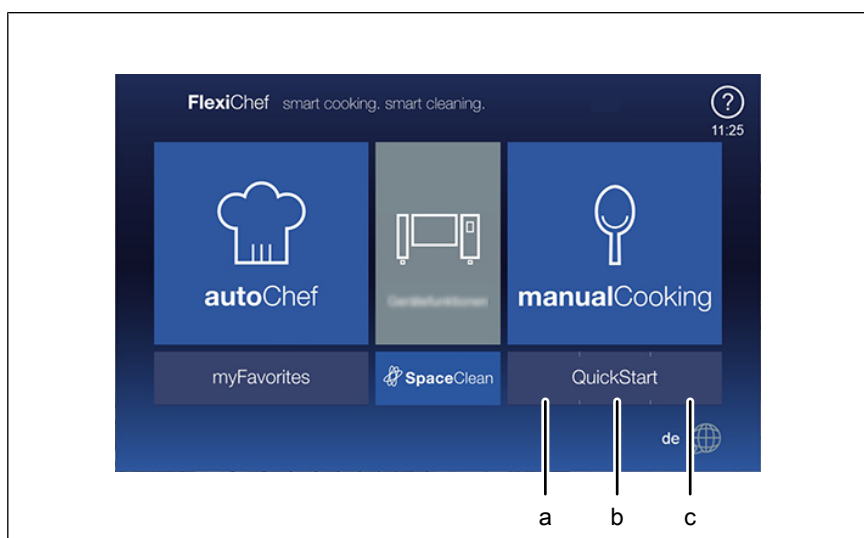 FlexiChef smart cooking. smart cleaning.
11:25
autoChef
manualCooking
myFavorites
SpaceClean
QuickStart
de
a b c